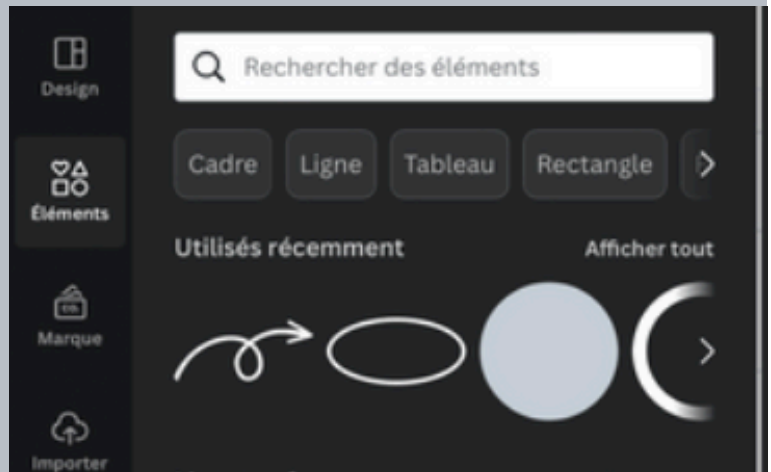 Design
Éléments
Marque
Importer
Rechercher des éléments
Cadre Ligne Tableau Rectangle
Utilisés récemment Afficher tout